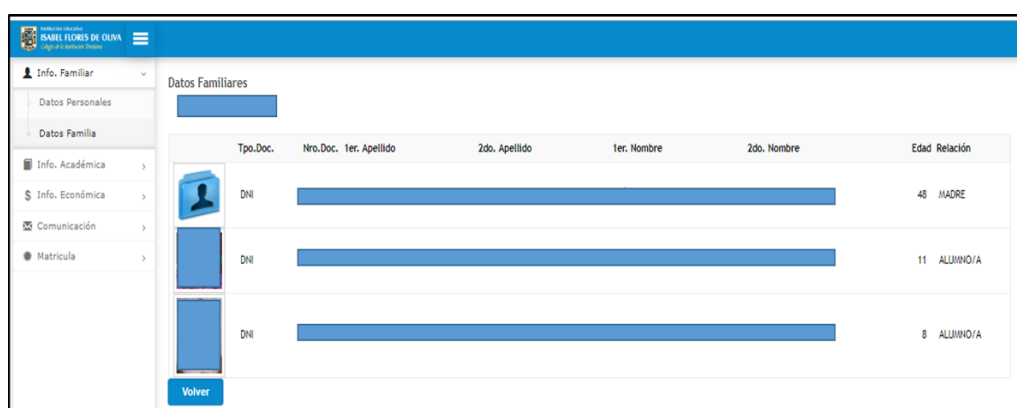 Institución Educativa
ISABEL FLORES DE OLIVA
Info. Familiar
Datos Personales
Datos Familia
Info. Académica
$ Info. Económica
Comunicación
Matricula
Datos Familiares
Tpo.Doc. Nro.Doc. 1er. Apellido 2do. Apellido 1er. Nombre 2do. Nombre Edad Relación
DNI 48 MADRE
DNI 11 ALUMNO/A
DNI 8 ALUMNO/A
Volver